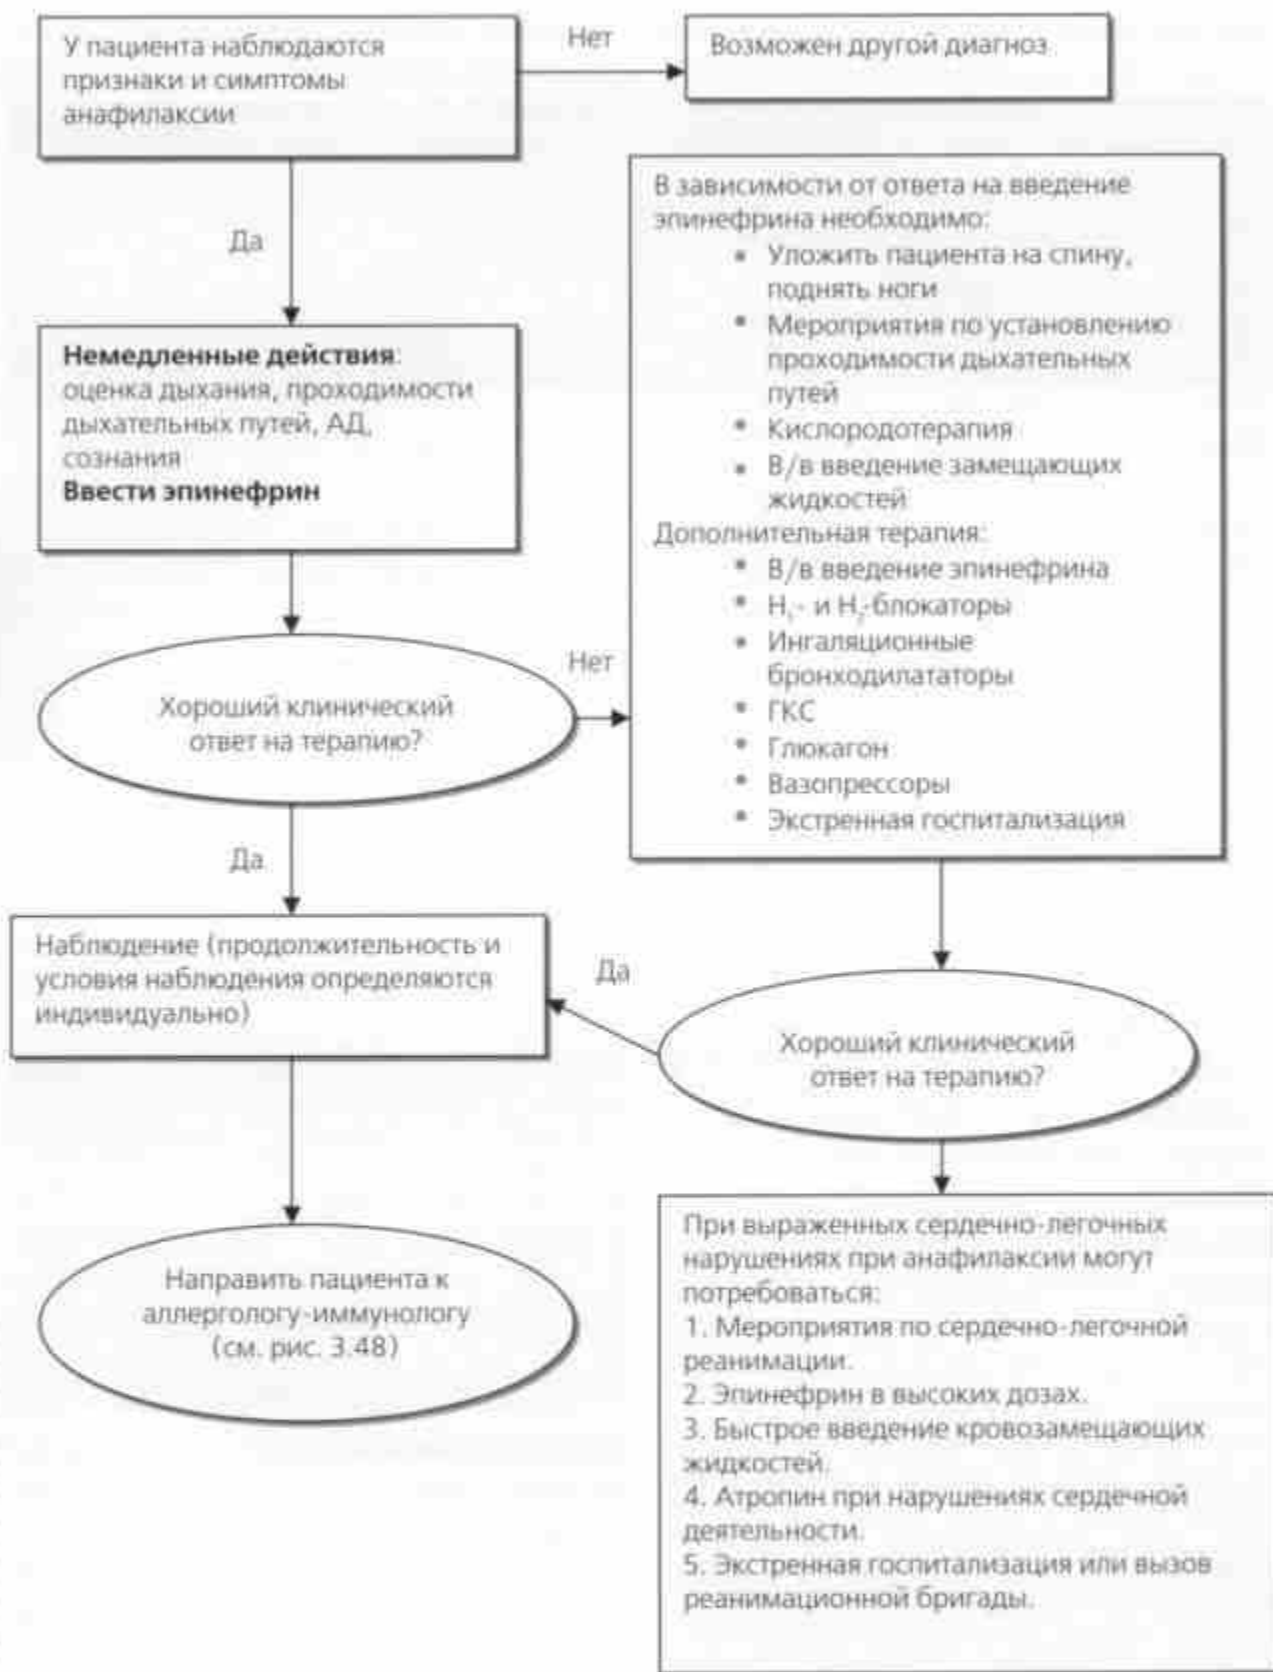 У пациента наблюдаются
признаки и симптомы
анафилаксии
Нет
Возможен другой диагноз
Да
Немедленные действия:
оценка дыхания, проходимости
дыхательных путей, АД,
сознания
Ввести эпинефрин
В зависимости от ответа на введение
эпинефрина необходимо:
• Уложить пациента на спину,
поднять ноги
• Мероприятия по установлению
проходимости дыхательных
путей
• Кислородотерапия
• В/в введение замещающих
жидкостей
Дополнительная терапия:
• В/в введение эпинефрина
• H₁- и H₂-блокаторы
• Ингаляционные
бронходилататоры
• ГКС
• Глюкагон
• Вазопрессоры
• Экстренная госпитализация
Хороший клинический
ответ на терапию?
Нет
Да
Наблюдение (продолжительность и
условия наблюдения определяются
индивидуально)
Да
Хороший клинический
ответ на терапию?
Направить пациента к
аллергологу-иммунологу
(см. рис. 3.48)
При выраженных сердечно-легочных
нарушениях при анафилаксии могут
потребоваться:
1. Мероприятия по сердечно-легочной
реанимации.
2. Эпинефрин в высоких дозах.
3. Быстрое введение кровозамещающих
жидкостей.
4. Атропин при нарушениях сердечной
деятельности.
5. Экстренная госпитализация или вызов
реанимационной бригады.